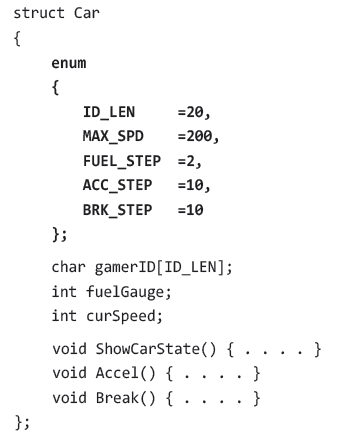 struct Car
{
enum
{
ID_LEN =20,
MAX_SPD =200,
FUEL_STEP =2,
ACC_STEP =10,
BRK_STEP =10
};
char gamerID[ID_LEN];
int fuelGauge;
int curSpeed;
void ShowCarState() { . . . . }
void Accel() { . . . . }
void Break() { . . . . }
};